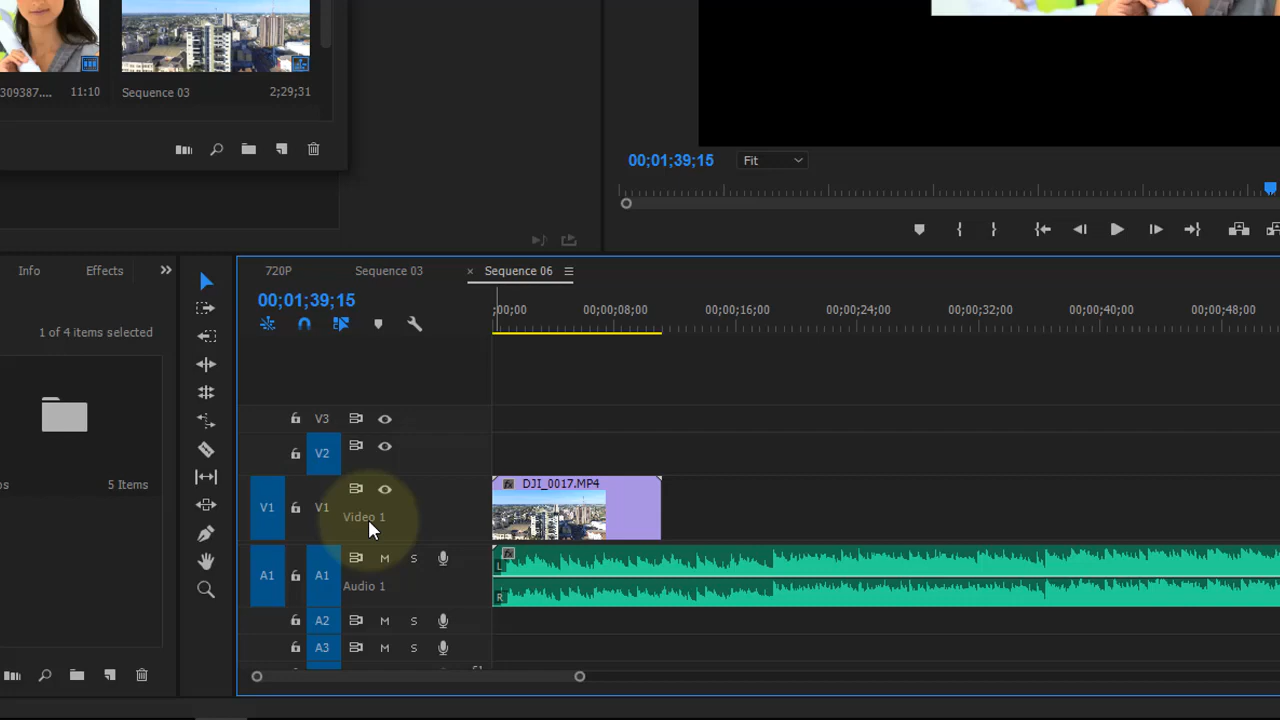 309387.... 11:10
Sequence 03 2;29;31
00;01;39;15 Fit
Info Effects
1 of 4 items selected
5 Items
720P Sequence 03 × Sequence 06
00;01;39;15
;00;00 00;00;08;00 00;00;16;00 00;00;24;00 00;00;32;00 00;00;40;00 00;00;48;00
V3
V2
DJI_0017.MP4
fx
V1 V1
Video 1
fx
L
M S
A1 A1
Audio 1
R
A2 M S
A3 M S